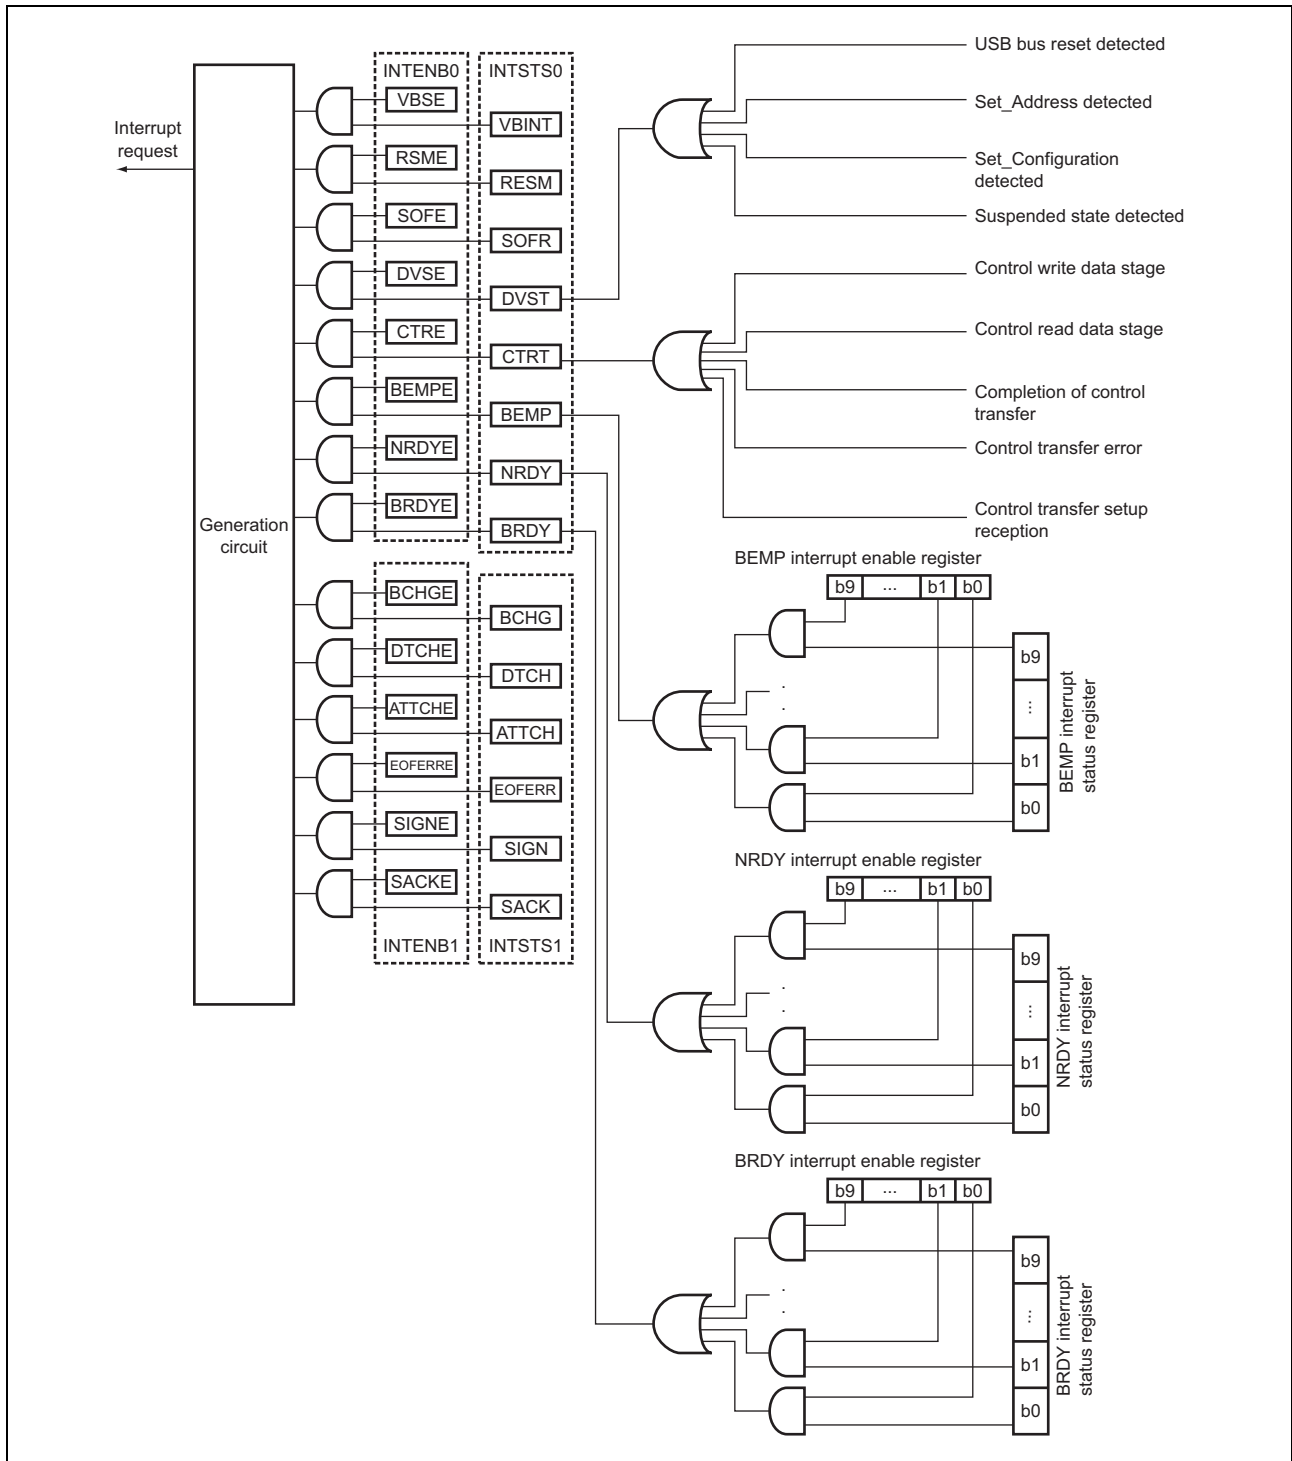 Interrupt
request
Generation
circuit
INTENB0
VBSE
RSME
SOFE
DVSE
CTRE
BEMPE
NRDYE
BRDYE
INTSTS0
VBINT
RESM
SOFR
DVST
CTRT
BEMP
NRDY
BRDY
BCHGE
DTCHE
ATTCHE
EOFERRE
SIGNE
SACKE
INTENB1
BCHG
DTCH
ATTCH
EOFERR
SIGN
SACK
INTSTS1
USB bus reset detected
Set_Address detected
Set_Configuration
detected
Suspended state detected
Control write data stage
Control read data stage
Completion of control
transfer
Control transfer error
Control transfer setup
reception
BEMP interrupt enable register
b9 ... b1 b0
b9
...
b1
b0
BEMP interrupt
status register
NRDY interrupt enable register
b9 ... b1 b0
b9
...
b1
b0
NRDY interrupt
status register
BRDY interrupt enable register
b9 ... b1 b0
b9
...
b1
b0
BRDY interrupt
status register